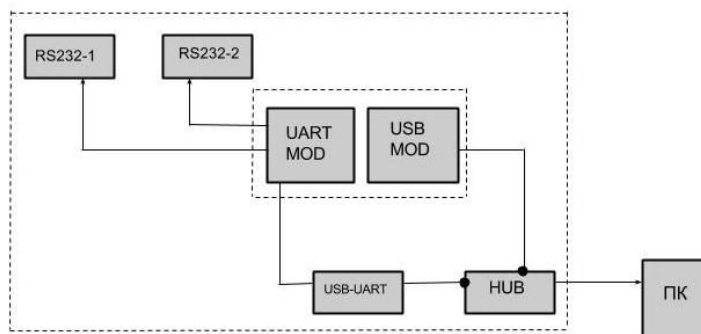 RS232-1
RS232-2
UART
MOD
USB
MOD
USB-UART
HUB
ПК